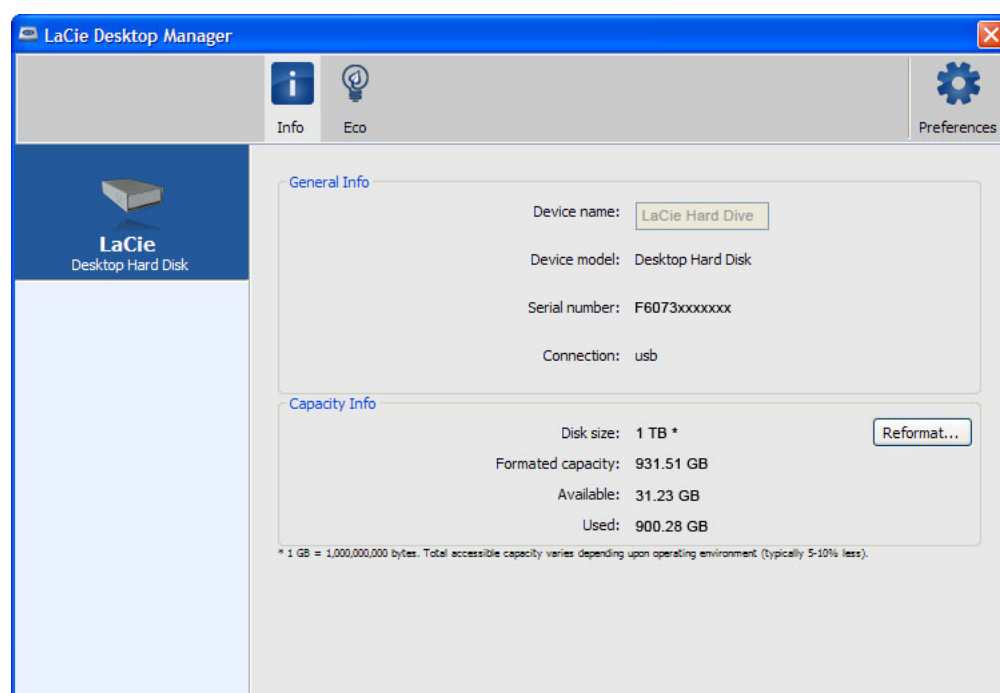 LaCie Desktop Manager
Info
Eco
Preferences
LaCie
Desktop Hard Disk
General Info
Device name: LaCie Hard Dive
Device model: Desktop Hard Disk
Serial number: F6073xxxxxxx
Connection: usb
Capacity Info
Disk size: 1 TB *
Reformat...
Formated capacity: 931.51 GB
Available: 31.23 GB
Used: 900.28 GB
* 1 GB = 1,000,000,000 bytes. Total accessible capacity varies depending upon operating environment (typically 5-10% less).